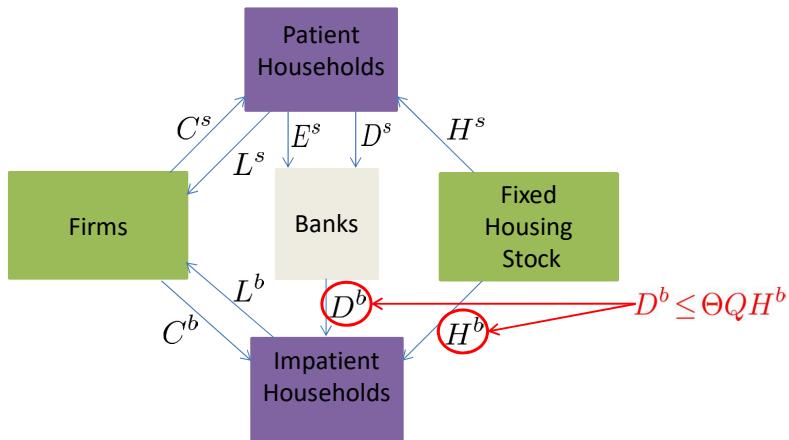 Patient
Households
C^s
L^s
E^s
D^s
H^s
Firms
Banks
Fixed
Housing
Stock
L^b
C^b
D^b
H^b
D^b ≤ ΘQH^b
Impatient
Households